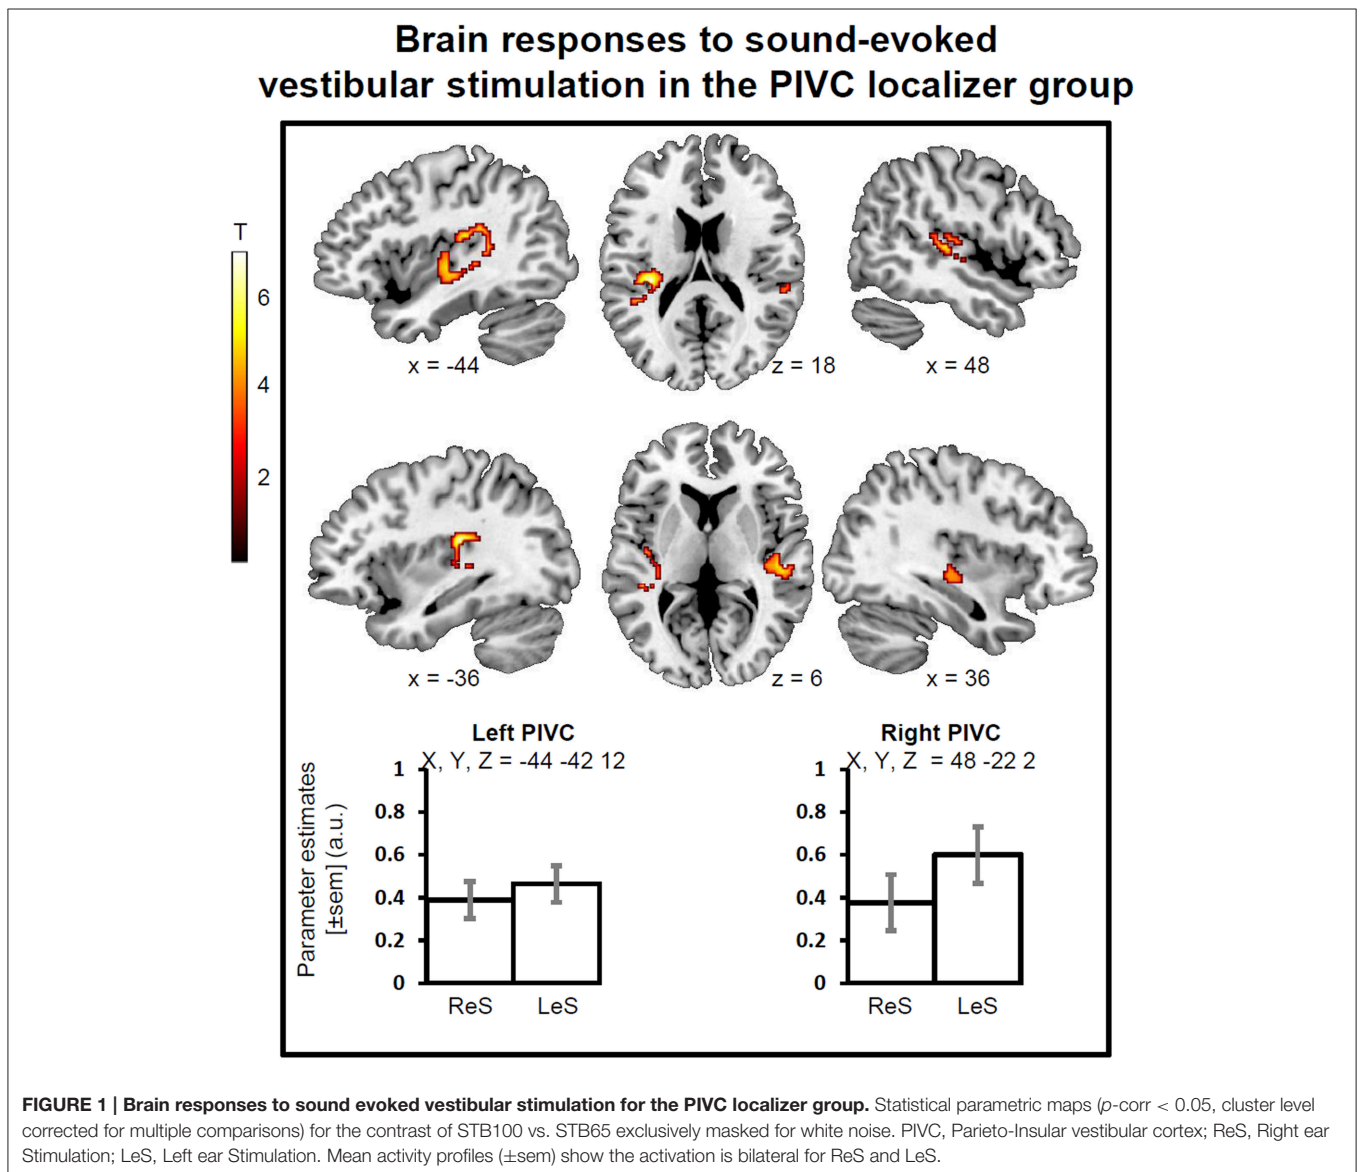 Brain responses to sound-evoked
vestibular stimulation in the PIVC localizer group
T
6
4
2
x = -44
z = 18
x = 48
x = -36
z = 6
x = 36
Left PIVC
X, Y, Z = -44 -42 12
Parameter estimates
[±sem] (a.u.)
1
0.8
0.6
0.4
0.2
0
ReS LeS
Right PIVC
X, Y, Z = 48 -22 2
1
0.8
0.6
0.4
0.2
0
ReS LeS
FIGURE 1 | Brain responses to sound evoked vestibular stimulation for the PIVC localizer group. Statistical parametric maps (p-corr < 0.05, cluster level
corrected for multiple comparisons) for the contrast of STB100 vs. STB65 exclusively masked for white noise. PIVC, Parieto-Insular vestibular cortex; ReS, Right ear
Stimulation; LeS, Left ear Stimulation. Mean activity profiles (±sem) show the activation is bilateral for ReS and LeS.